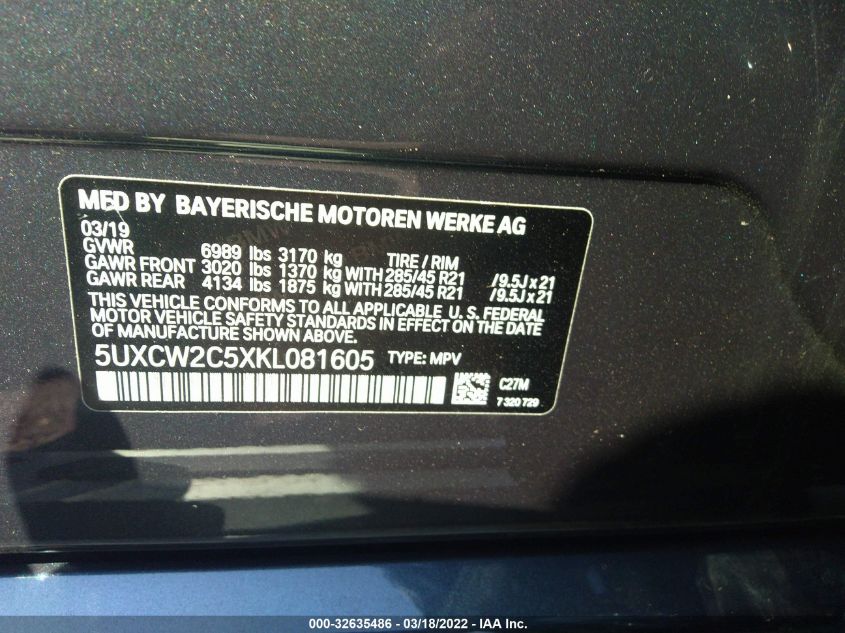 MFD BY BAYERISCHE MOTOREN WERKE AG
03/19
GVWR 6989 lbs 3170 kg TIRE / RIM
GAWR FRONT 3020 lbs 1370 kg WITH 285/45 R21 /9.5J x 21
GAWR REAR 4134 lbs 1875 kg WITH 285/45 R21 /9.5J x 21
THIS VEHICLE CONFORMS TO ALL APPLICABLE U. S. FEDERAL
MOTOR VEHICLE SAFETY STANDARDS IN EFFECT ON THE DATE
OF MANUFACTURE SHOWN ABOVE.
5UXCW2C5XKL081605 TYPE: MPV
C27M
7 320 729
000-32635486 - 03/18/2022 - IAA Inc.